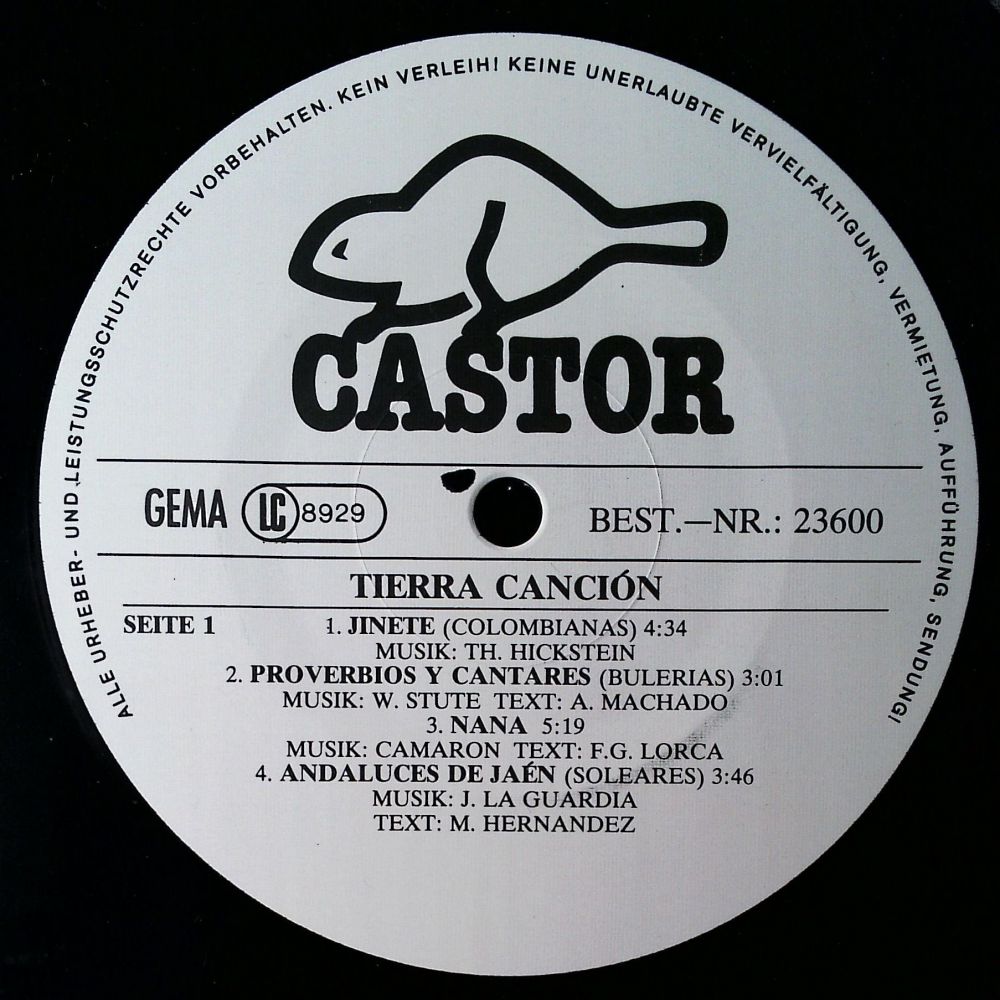 ALLE URHEBER- UND LEISTUNGSSCHUTZRECHTE VORBEHALTEN. KEIN VERLEIH! KEINE UNERLAUBTE VERVIELFÄLTIGUNG, VERMIETUNG, AUFFÜHRUNG, SENDUNG!
CASTOR
GEMA LC 8929 BEST.—NR.: 23600
TIERRA CANCIÓN
SEITE 1 1. JINETE (COLOMBIANAS) 4:34
MUSIK: TH. HICKSTEIN
2. PROVERBIOS Y CANTARES (BULERIAS) 3:01
MUSIK: W. STUTE TEXT: A. MACHADO
3. NANA 5:19
MUSIK: CAMARON TEXT: F.G. LORCA
4. ANDALUCES DE JAÉN (SOLEARES) 3:46
MUSIK: J. LA GUARDIA
TEXT: M. HERNANDEZ